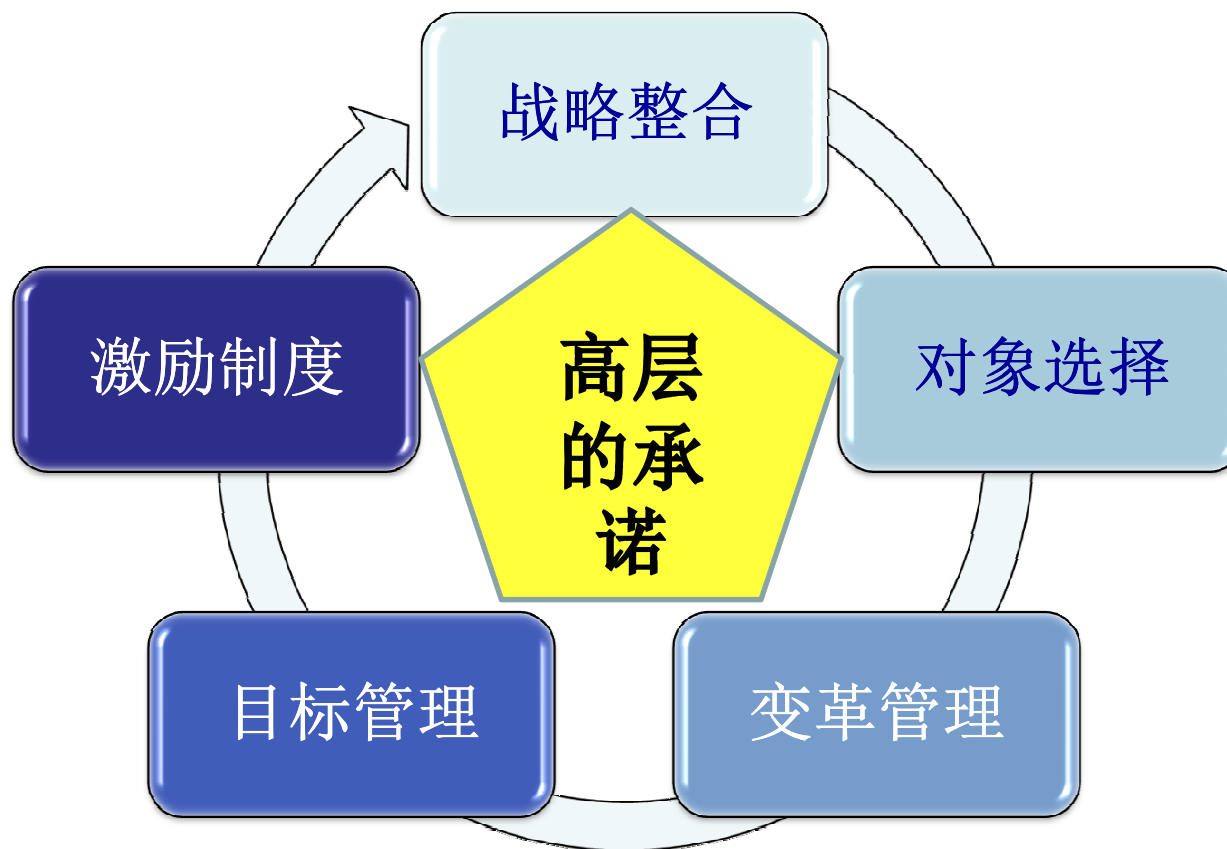 战略整合
激励制度
高层
的承
诺
对象选择
目标管理
变革管理